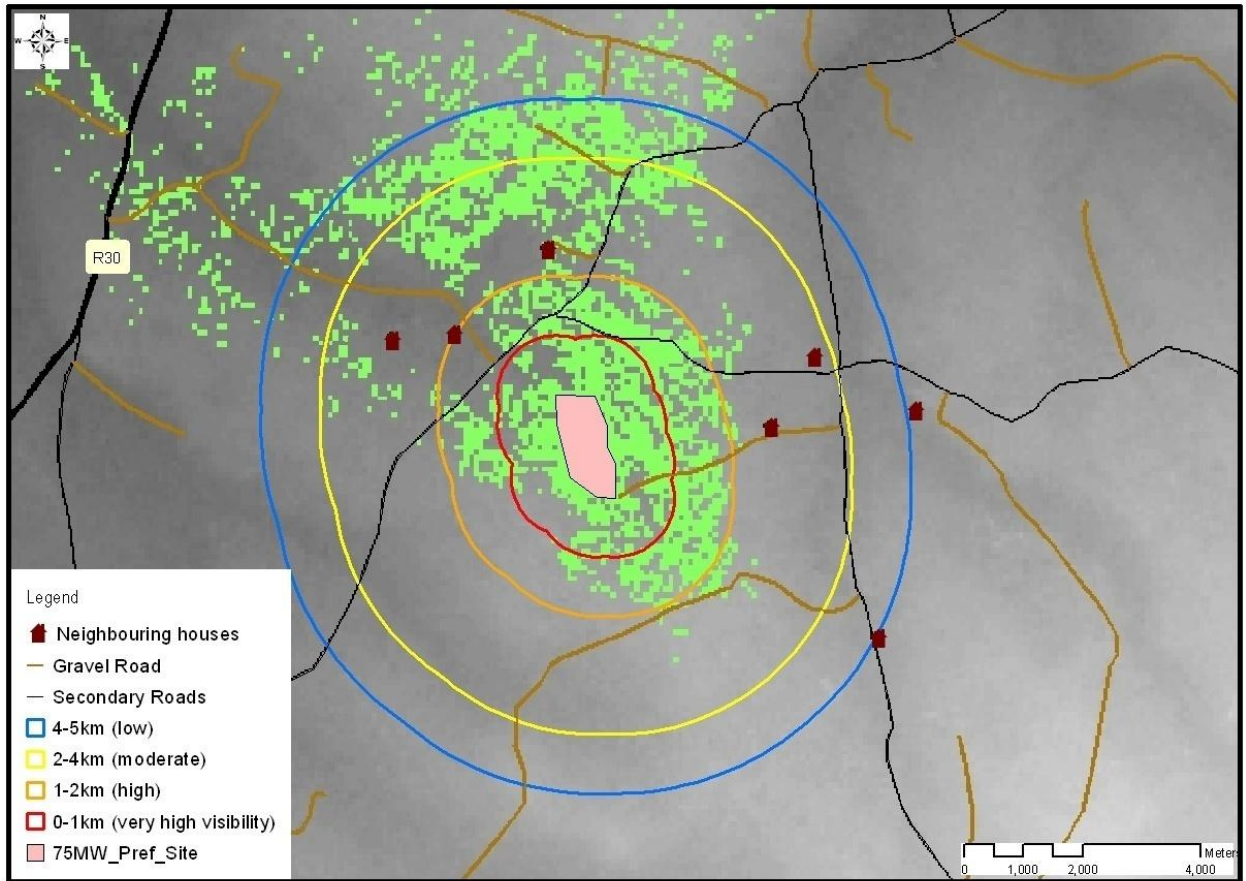 N
W E
S
R30
Legend
Neighbouring houses
Gravel Road
Secondary Roads
4-5km (low)
2-4km (moderate)
1-2km (high)
0-1km (very high visibility)
75MW_Pref_Site
Meters
0 1,000 2,000 4,000